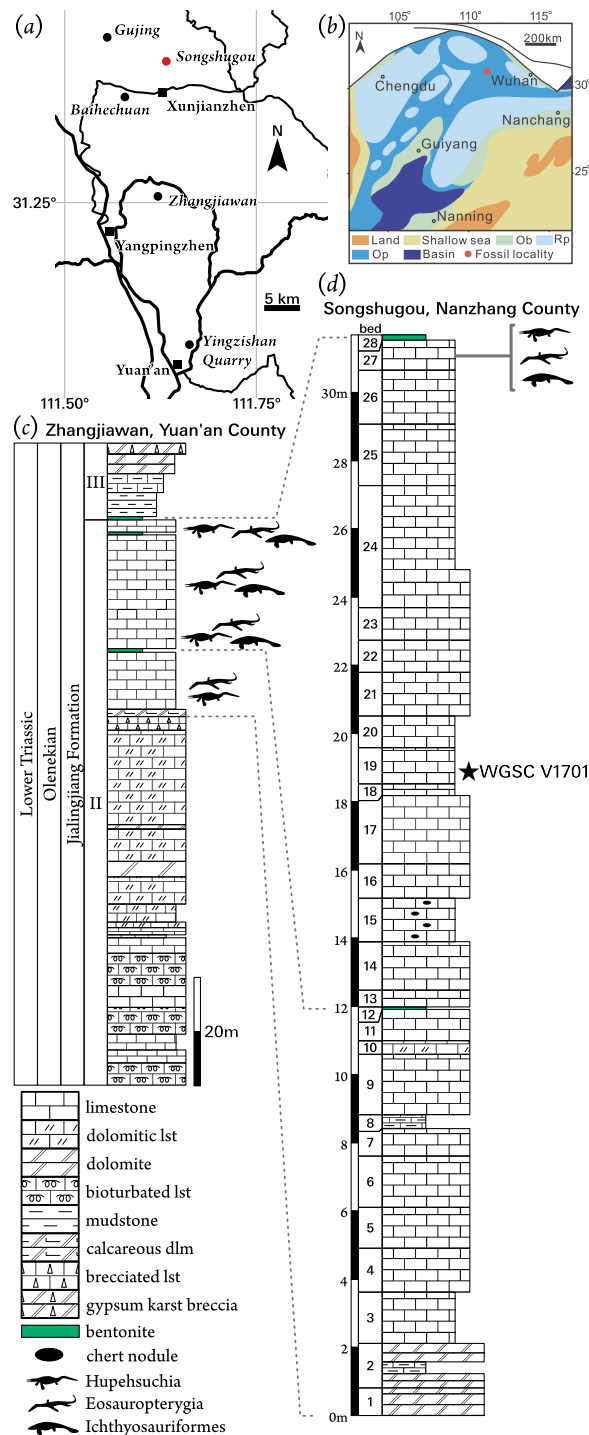 (a)
Gujing
Songshugou
Baihechuan
Xunjianzhen
N
31.25°
Zhangjiawan
Yangpingzhen
5 km
Yingzishan
Quarry
Yuan'an
111.50°
111.75°
(b)
105°
110°
115°
N
200km
Chengdu
Wuhan
30°
Nanchang
Guiyang
25°
Nanning
Land
Shallow sea
Ob
Rp
Op
Basin
Fossil locality
(c) Zhangjiawan, Yuan'an County
III
II
Lower Triassic
Olenekian
Jialingjiang Formation
20m
limestone
dolomitic lst
dolomite
bioturbated lst
mudstone
calcareous dlm
brecciated lst
gypsum karst breccia
bentonite
chert nodule
Hupehsuchia
Eosauropterygia
Ichthyosauriformes
(d)
Songshugou, Nanzhang County
bed
28
27
30m
26
28
25
26
24
24
23
22
22
21
20
20
19
WGSC V1701
18
18
17
16
16
15
14
14
13
12
12
11
10
10
9
8
8
7
6
6
5
4
4
3
2
2
1
0m